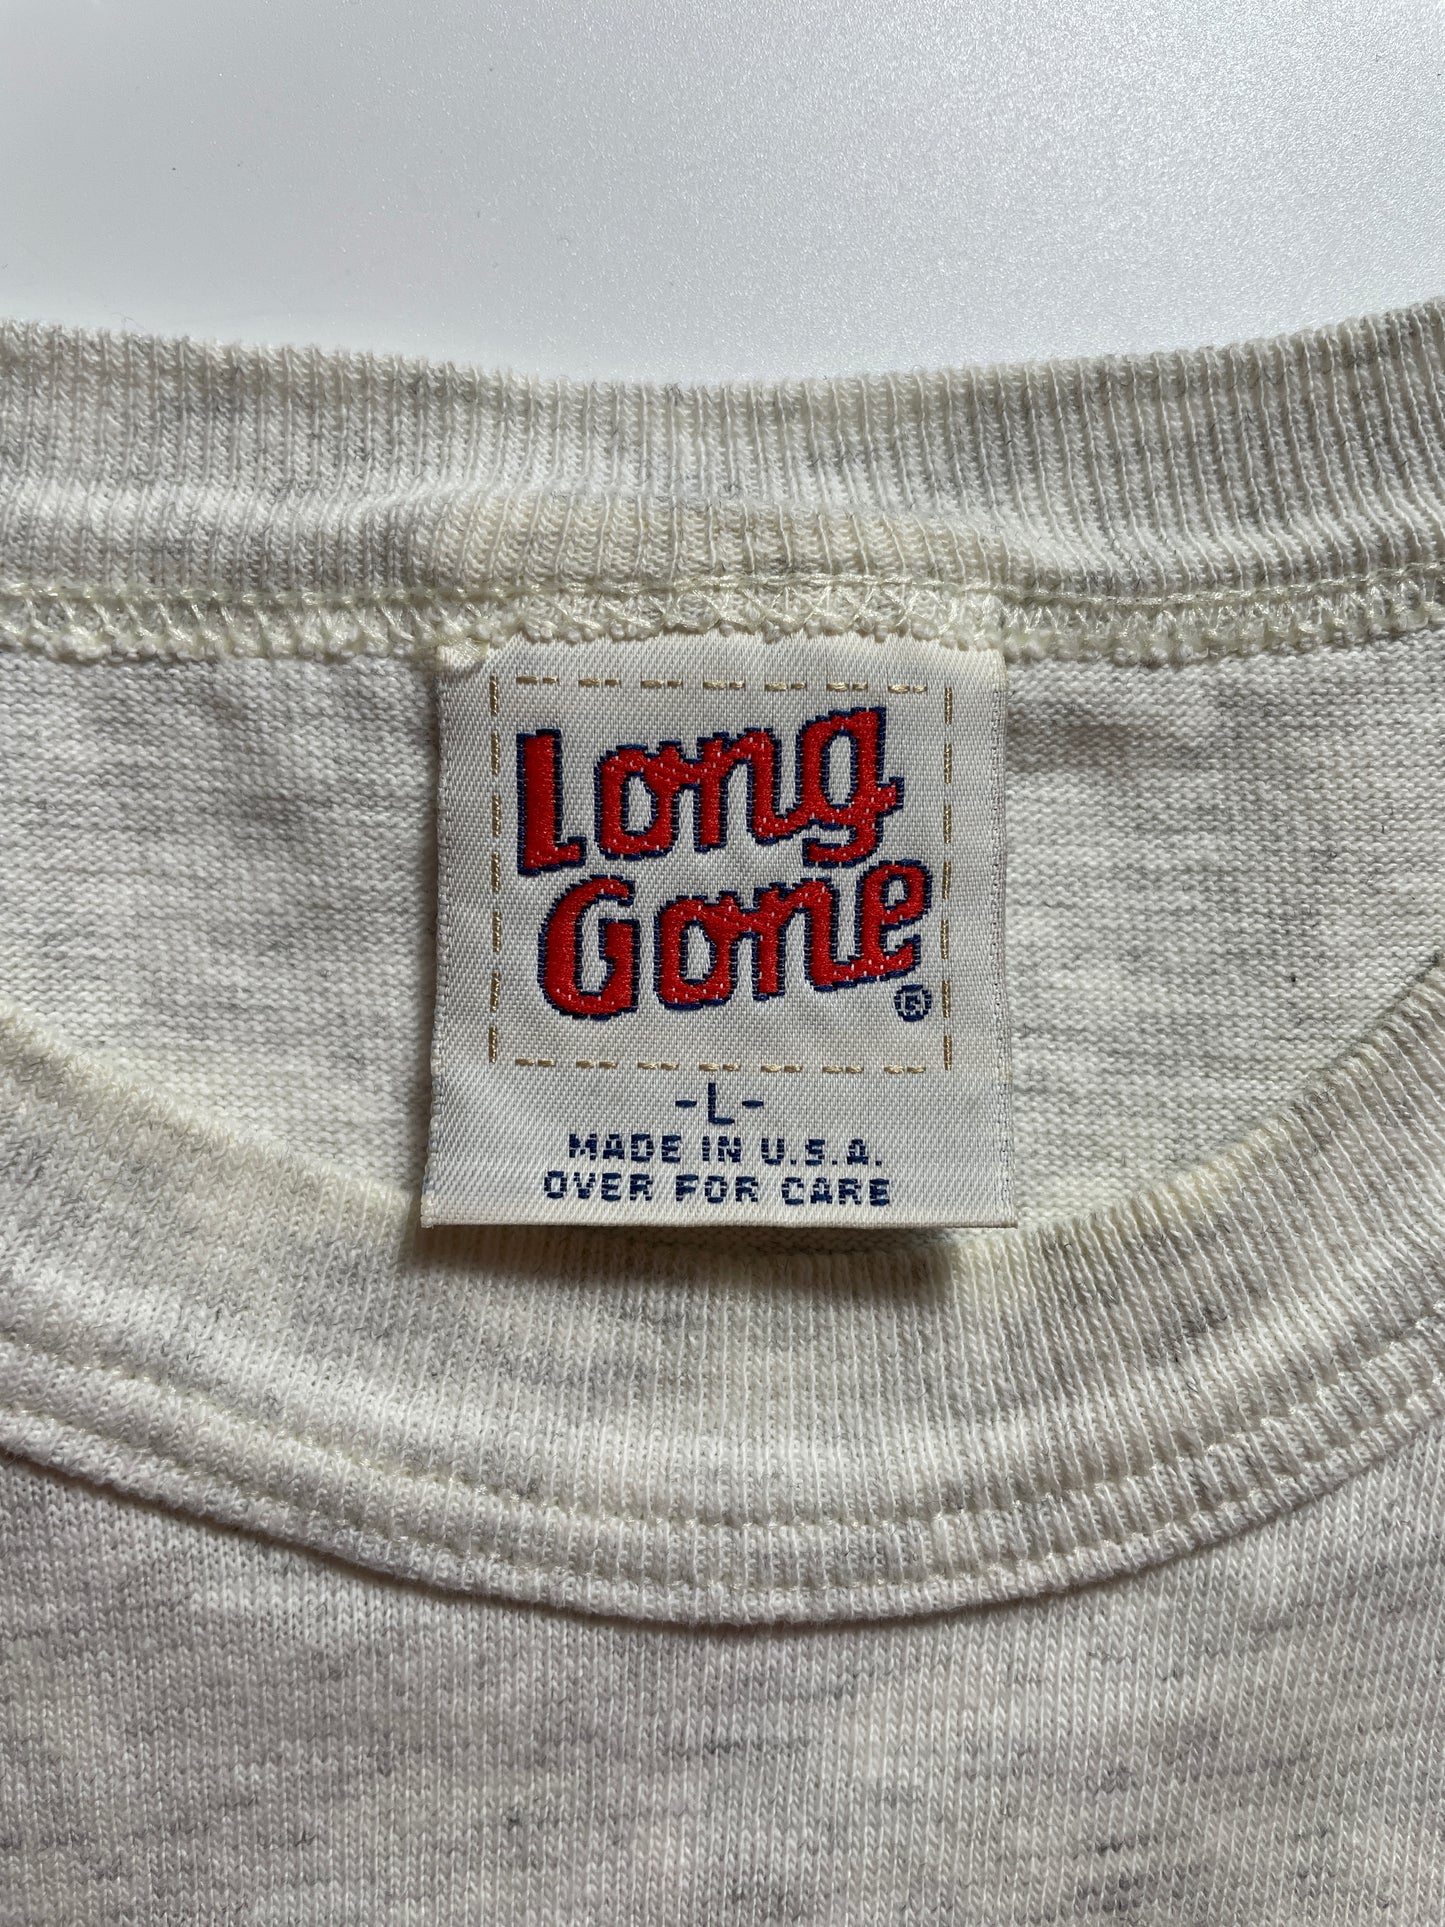 Long
Gone
®
-L-
MADE IN U.S.A.
OVER FOR CARE